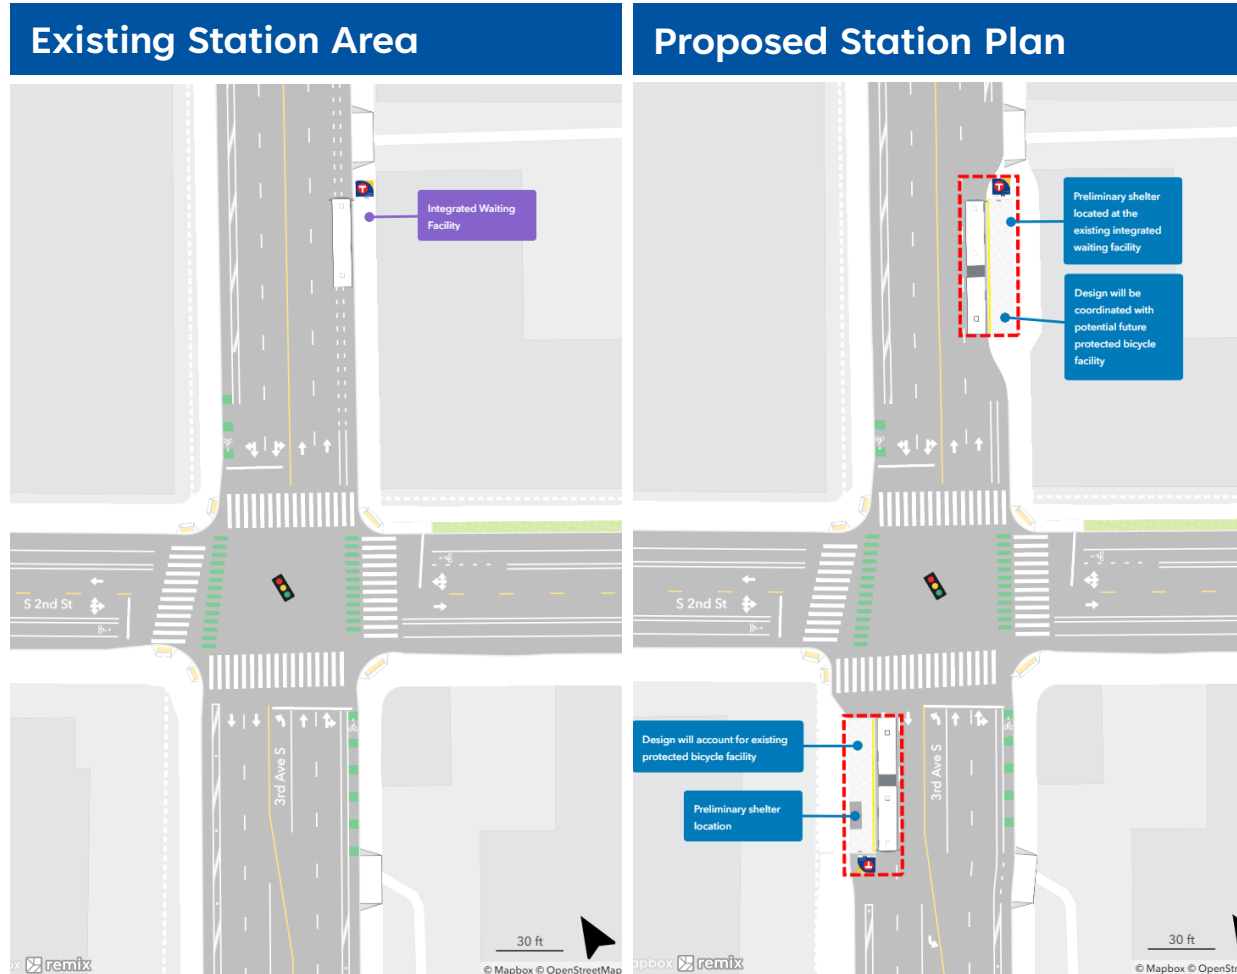 Existing Station Area
Integrated Waiting
Facility
S 2nd St
3rd Ave S
30 ft
remix
© Mapbox © OpenStreetMap
Proposed Station Plan
Preliminary shelter
located at the
existing integrated
waiting facility
Design will be
coordinated with
potential future
protected bicycle
facility
S 2nd St
Design will account for existing
protected bicycle facility
Preliminary shelter
location
3rd Ave S
30 ft
remix
© Mapbox © OpenStr